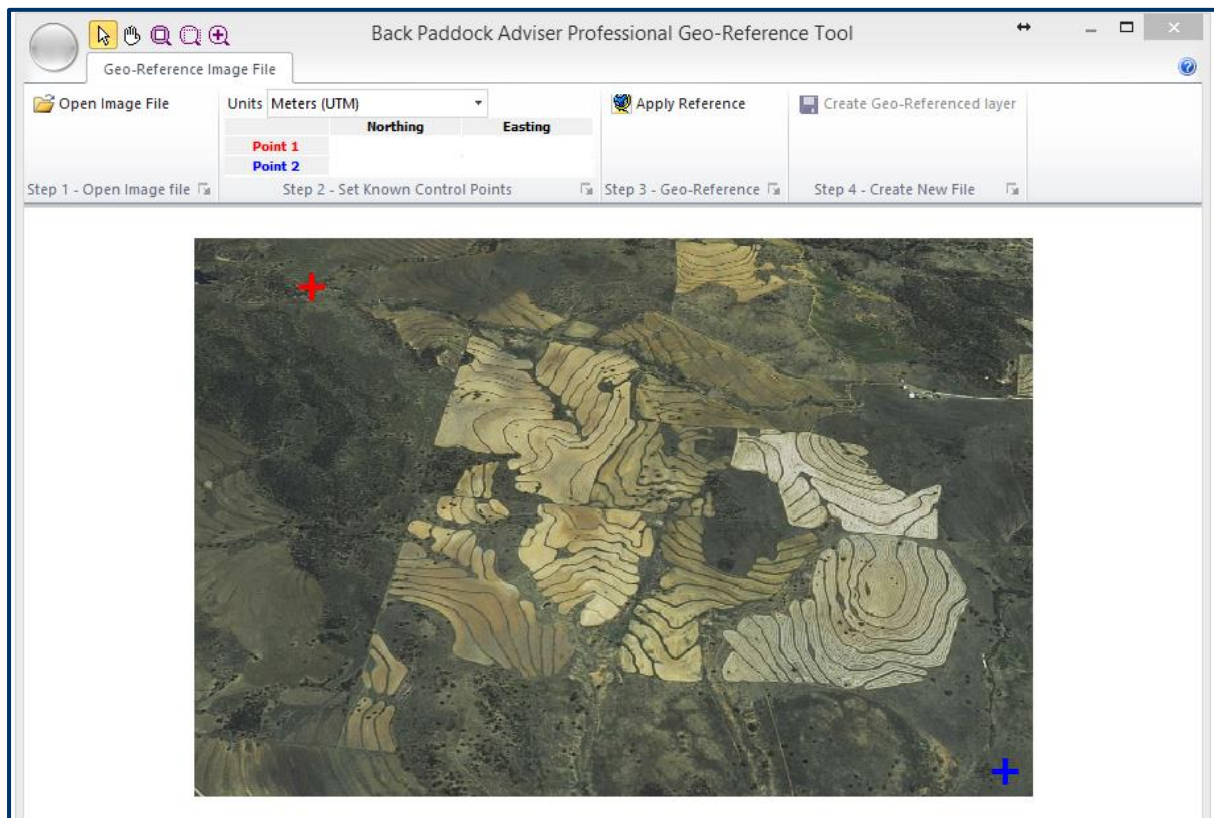 Back Paddock Adviser Professional Geo-Reference Tool
Geo-Reference Image File
Open Image File
Units Meters (UTM)
Northing Easting
Point 1
Point 2
Apply Reference
Create Geo-Referenced layer
Step 1 - Open Image file
Step 2 - Set Known Control Points
Step 3 - Geo-Reference
Step 4 - Create New File